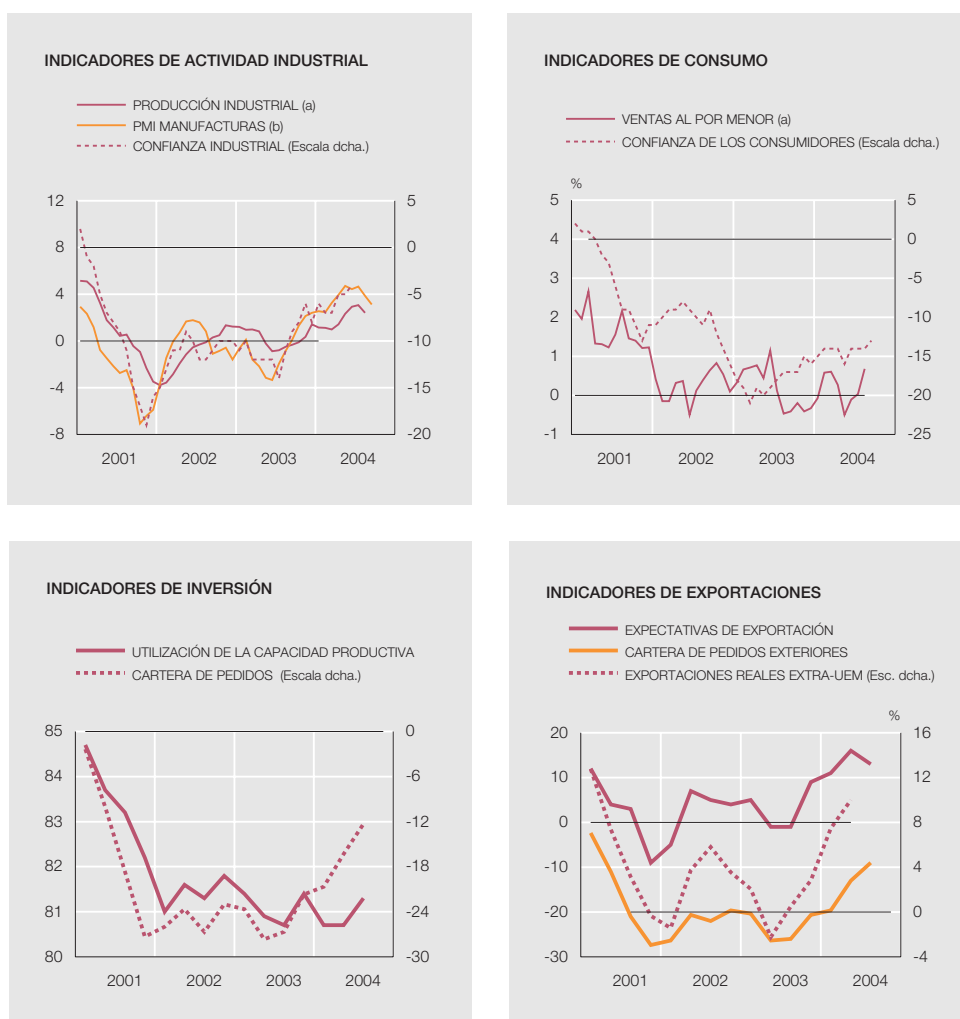 INDICADORES DE ACTIVIDAD INDUSTRIAL
PRODUCCIÓN INDUSTRIAL (a)
PMI MANUFACTURAS (b)
CONFIANZA INDUSTRIAL (Escala dcha.)
12 5
8 0
4 -5
0 -10
-4 -15
-8 -20
2001 2002 2003 2004
INDICADORES DE CONSUMO
VENTAS AL POR MENOR (a)
CONFIANZA DE LOS CONSUMIDORES (Escala dcha.)
%
5 5
4 0
3 -5
2 -10
1 -15
0 -20
-1 -25
2001 2002 2003 2004
INDICADORES DE INVERSIÓN
UTILIZACIÓN DE LA CAPACIDAD PRODUCTIVA
CARTERA DE PEDIDOS (Escala dcha.)
85 0
84 -6
83 -12
82 -18
81 -24
80 -30
2001 2002 2003 2004
INDICADORES DE EXPORTACIONES
EXPECTATIVAS DE EXPORTACIÓN
CARTERA DE PEDIDOS EXTERIORES
EXPORTACIONES REALES EXTRA-UEM (Esc. dcha.)
%
20 16
10 12
0 8
-10 4
-20 0
-30 -4
2001 2002 2003 2004